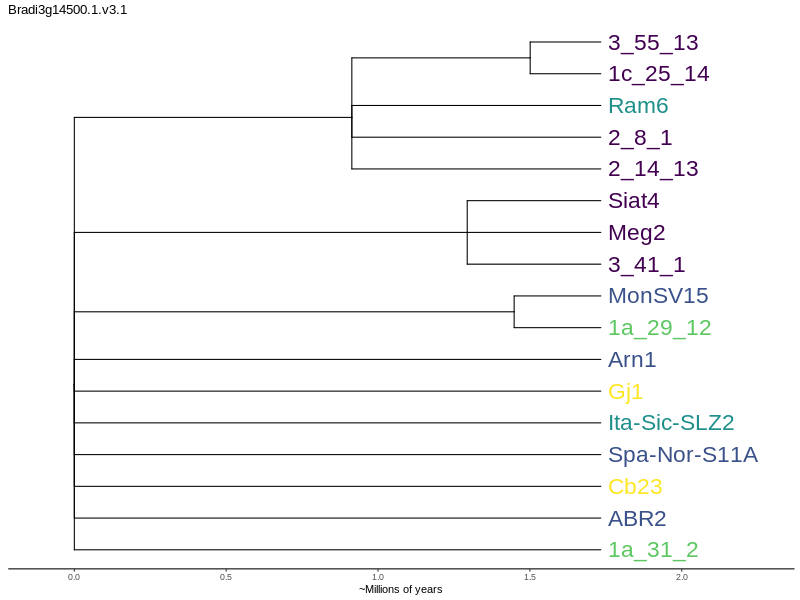 Bradi3g14500.1.v3.1
3_55_13
1c_25_14
Ram6
2_8_1
2_14_13
Siat4
Meg2
3_41_1
MonSV15
1a_29_12
Arn1
Gj1
Ita-Sic-SLZ2
Spa-Nor-S11A
Cb23
ABR2
1a_31_2
0.0 0.5 1.0 1.5 2.0
~Millions of years